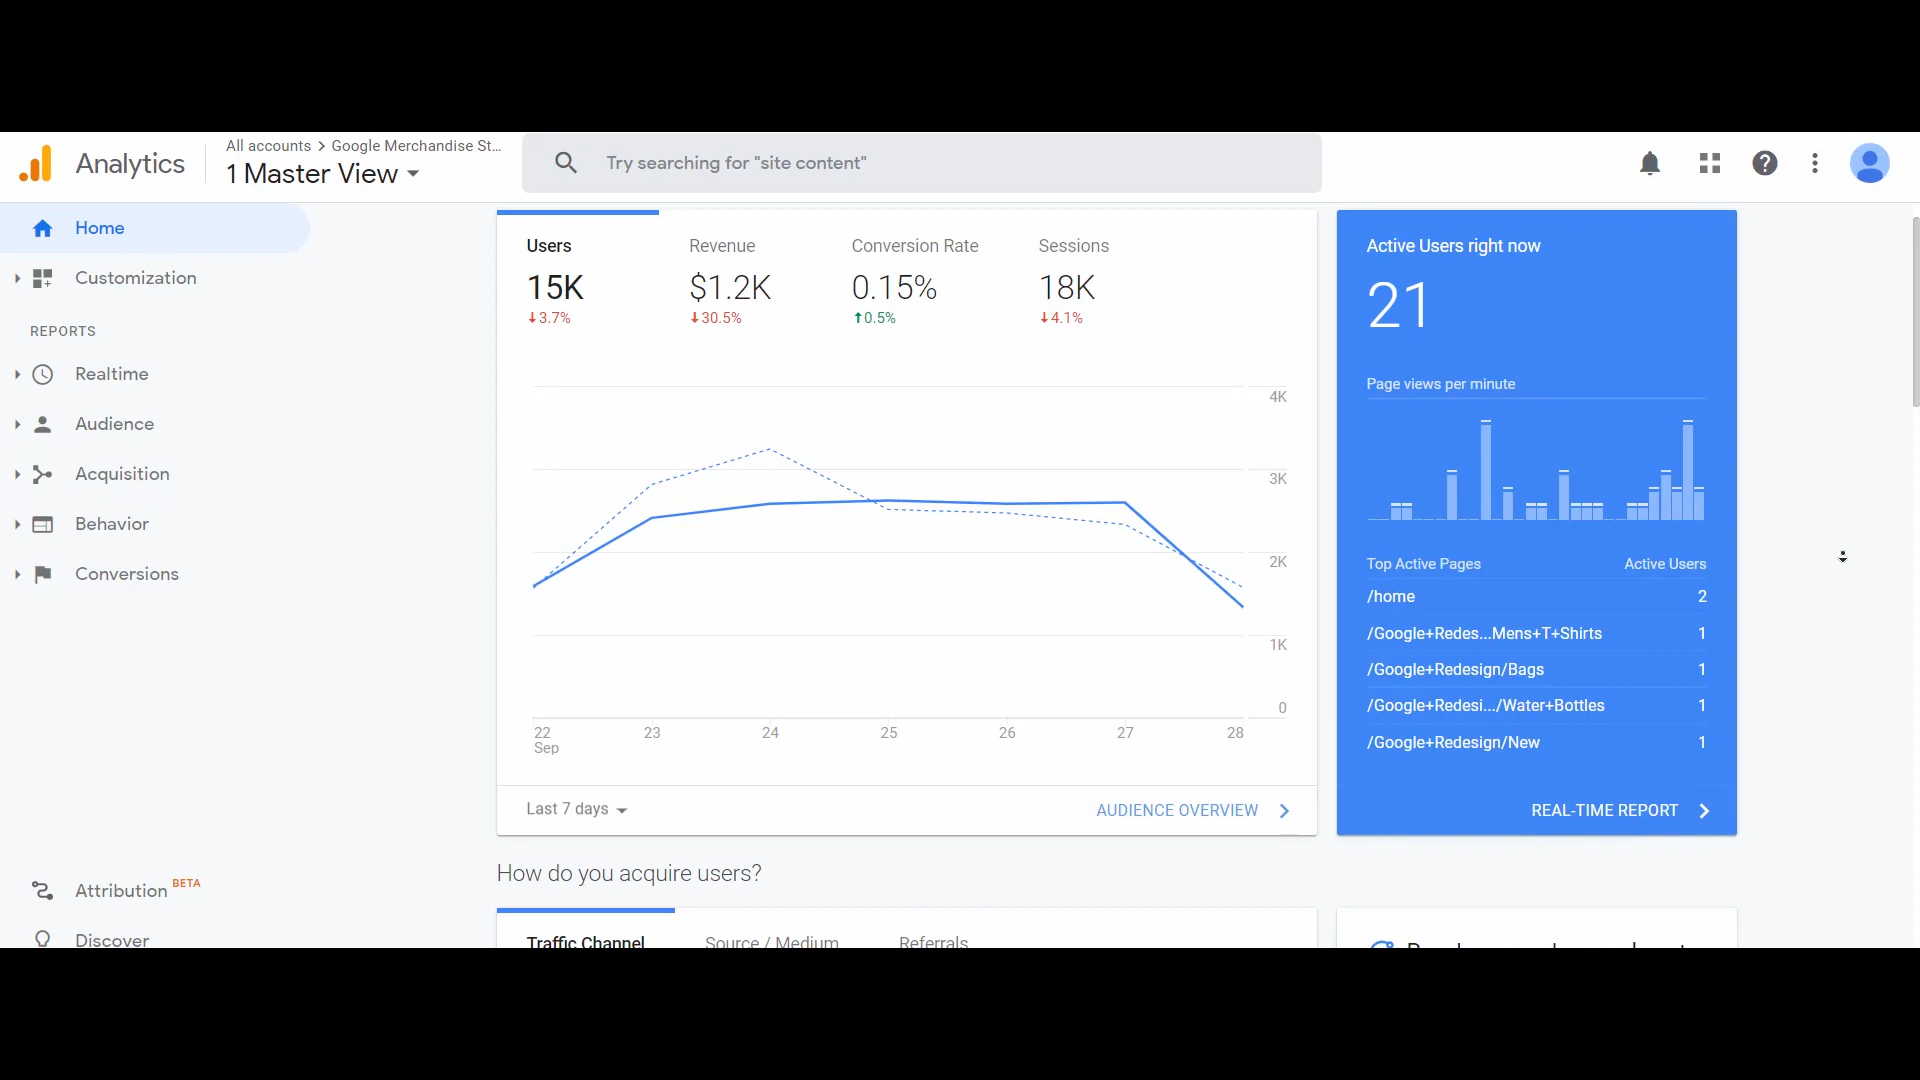 Analytics
All accounts > Google Merchandise St...
1 Master View
Try searching for "site content"
Home
Customization
REPORTS
Realtime
Audience
Acquisition
Behavior
Conversions
Attribution BETA
Discover
Users Revenue Conversion Rate Sessions
15K $1.2K 0.15% 18K
3.7% 30.5% 0.5% 4.1%
4K
3K
2K
1K
0
22 23 24 25 26 27 28
Sep
Last 7 days
AUDIENCE OVERVIEW
Active Users right now
21
Page views per minute
Top Active Pages Active Users
/home 2
/Google+Redes...Mens+T+Shirts 1
/Google+Redesign/Bags 1
/Google+Redesi.../Water+Bottles 1
/Google+Redesign/New 1
REAL-TIME REPORT
How do you acquire users?
Traffic Channel Source / Medium Referrals